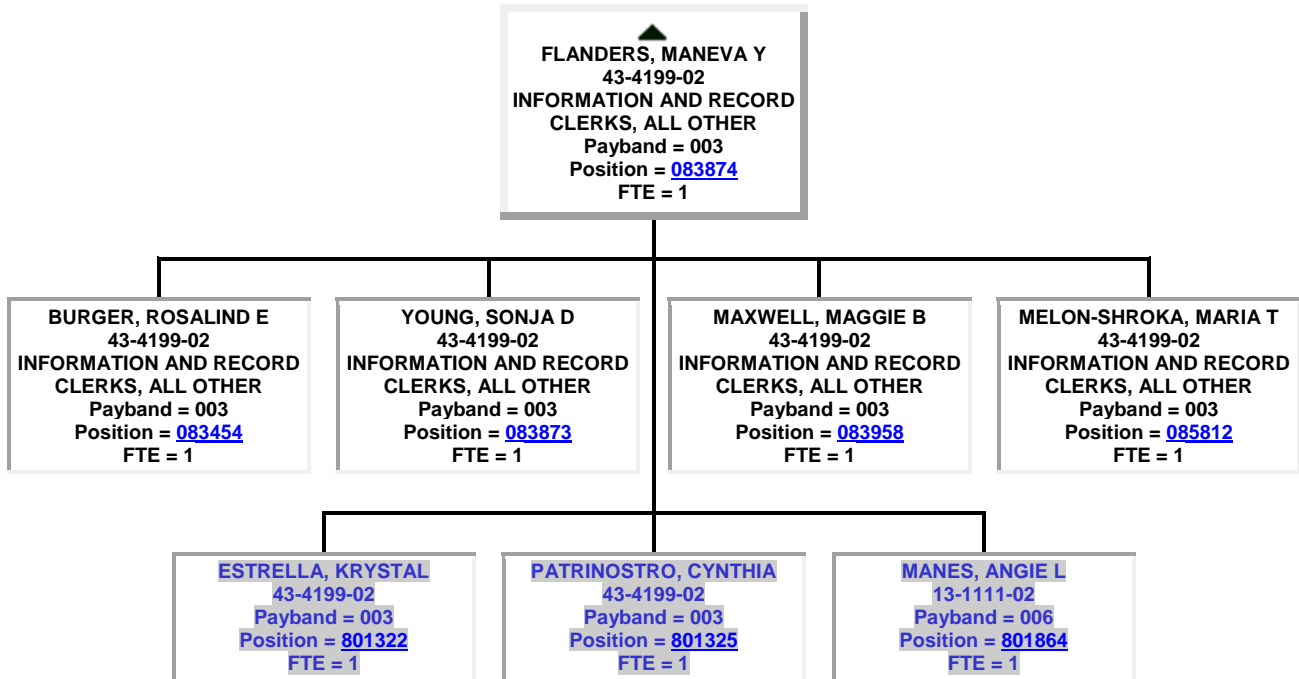 FLANDERS, MANEVA Y
43-4199-02
INFORMATION AND RECORD
CLERKS, ALL OTHER
Payband = 003
Position = 083874
FTE = 1
BURGER, ROSALIND E
43-4199-02
INFORMATION AND RECORD
CLERKS, ALL OTHER
Payband = 003
Position = 083454
FTE = 1
YOUNG, SONJA D
43-4199-02
INFORMATION AND RECORD
CLERKS, ALL OTHER
Payband = 003
Position = 083873
FTE = 1
MAXWELL, MAGGIE B
43-4199-02
INFORMATION AND RECORD
CLERKS, ALL OTHER
Payband = 003
Position = 083958
FTE = 1
MELON-SHROKA, MARIA T
43-4199-02
INFORMATION AND RECORD
CLERKS, ALL OTHER
Payband = 003
Position = 085812
FTE = 1
ESTRELLA, KRYSTAL
43-4199-02
Payband = 003
Position = 801322
FTE = 1
PATRINOSTRO, CYNTHIA
43-4199-02
Payband = 003
Position = 801325
FTE = 1
MANES, ANGIE L
13-1111-02
Payband = 006
Position = 801864
FTE = 1